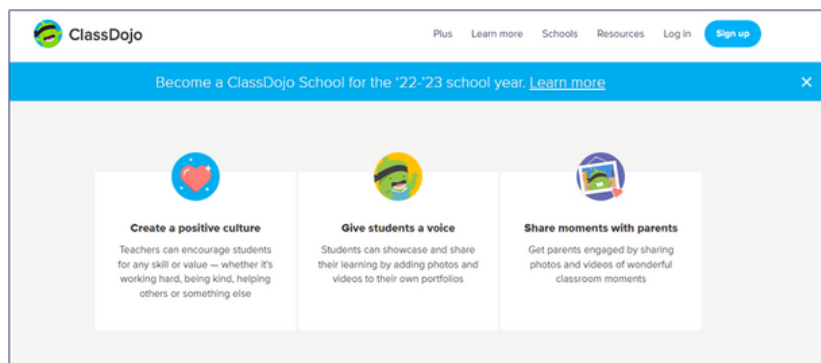 ClassDojo
Plus Learn more Schools Resources Log in Sign up
Become a ClassDojo School for the '22-'23 school year. Learn more
Create a positive culture
Teachers can encourage students
for any skill or value — whether it's
working hard, being kind, helping
others or something else
Give students a voice
Students can showcase and share
their learning by adding photos and
videos to their own portfolios
Share moments with parents
Get parents engaged by sharing
photos and videos of wonderful
classroom moments